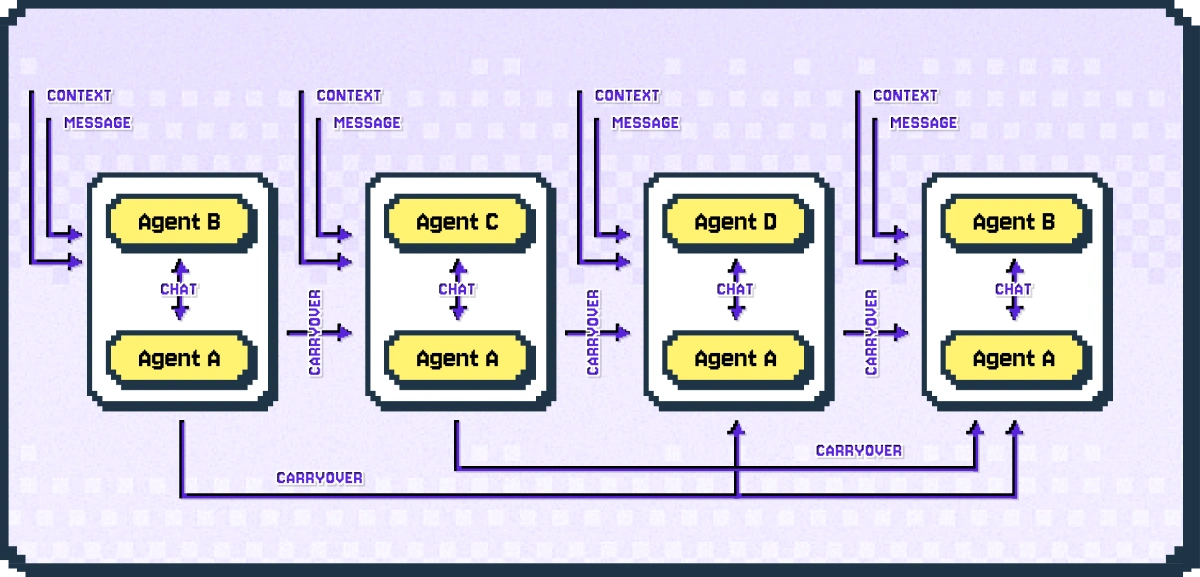 CONTEXT
MESSAGE
CONTEXT
MESSAGE
CONTEXT
MESSAGE
CONTEXT
MESSAGE
Agent B
CHAT
Agent A
CARRYOVER
Agent C
CHAT
Agent A
CARRYOVER
Agent D
CHAT
Agent A
CARRYOVER
Agent B
CHAT
Agent A
CARRYOVER
CARRYOVER